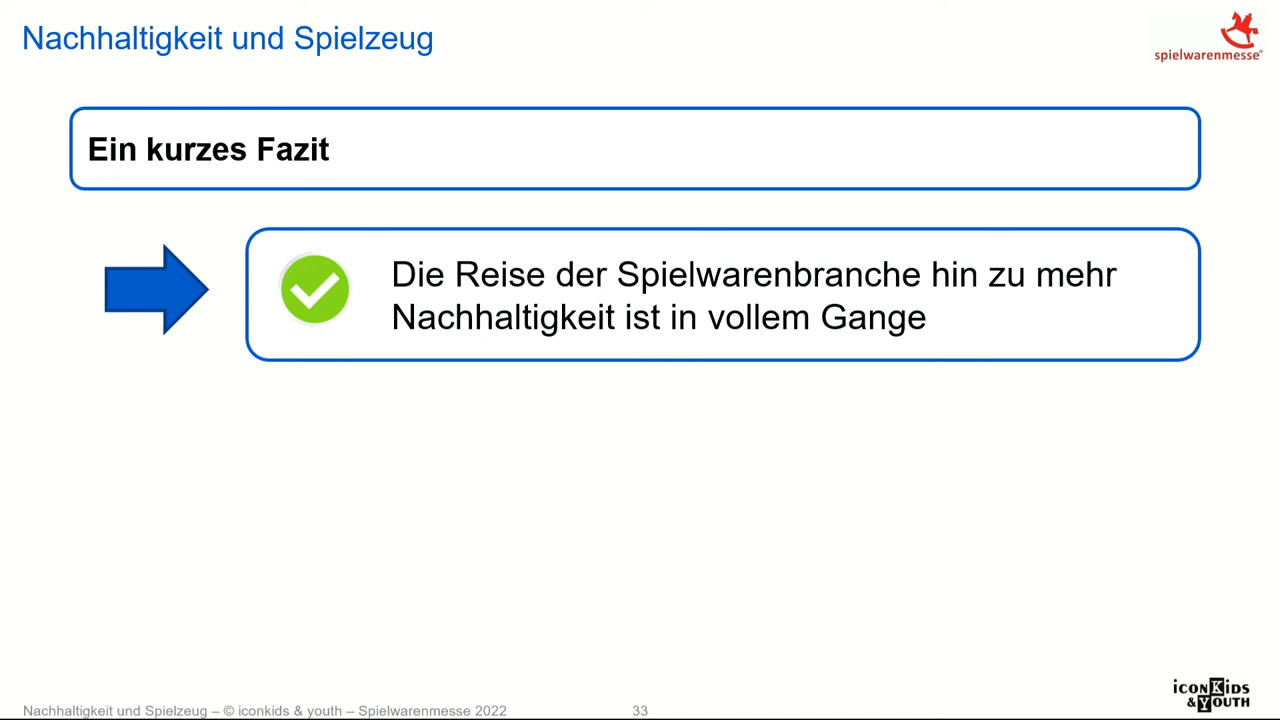 Nachhaltigkeit und Spielzeug
spielwarenmesse®
Ein kurzes Fazit
Die Reise der Spielwarenbranche hin zu mehr
Nachhaltigkeit ist in vollem Gange
iconKids
& YOUTH
Nachhaltigkeit und Spielzeug – © iconkids & youth – Spielwarenmesse 2022
33